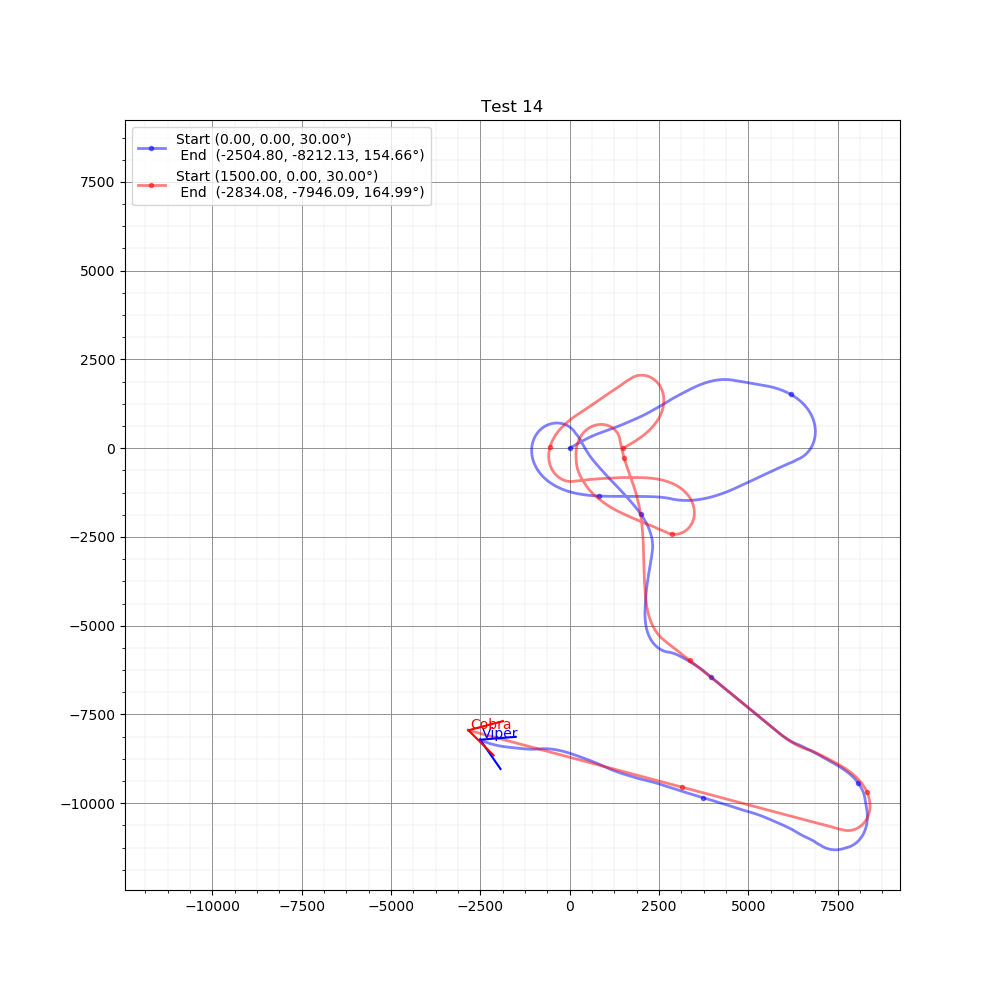 Test 14
Start (0.00, 0.00, 30.00°)
End (-2504.80, -8212.13, 154.66°)
Start (1500.00, 0.00, 30.00°)
End (-2834.08, -7946.09, 164.99°)
7500
5000
2500
0
−2500
−5000
−7500
−10000
Cobra
Viper
−10000
−7500
−5000
−2500
0
2500
5000
7500